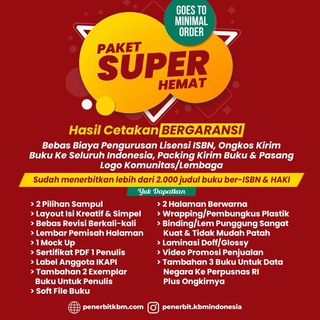 GOES TO
MINIMAL
ORDER
PAKET
SUPER
HEMAT
Hasil Cetakan BERGARANSI
Bebas Biaya Pengurusan Lisensi ISBN, Ongkos Kirim
Buku Ke Seluruh Indonesia, Packing Kirim Buku & Pasang
Logo Komunitas/Lembaga
Sudah menerbitkan lebih dari 2.000 judul buku ber-ISBN & HAKI
Yuk Dapatkan
> 2 Pilihan Sampul
> Layout Isi Kreatif & Simpel
> Bebas Revisi Berkali-kali
> Lembar Pemisah Halaman
> 1 Mock Up
> Sertifikat PDF 1 Penulis
> Label Anggota IKAPI
> Tambahan 2 Exemplar
Buku Untuk Penulis
> Soft File Buku
> 2 Halaman Berwarna
> Wrapping/Pembungkus Plastik
> Binding/Lem Punggung Sangat
Kuat & Tidak Mudah Patah
> Laminasi Doff/Glossy
> Video Promosi Penjualan
> Tambahan 3 Buku Untuk Data
Negara Ke Perpusnas RI
Plus Ongkirnya
penerbitkbm.com
penerbit.kbmindonesia